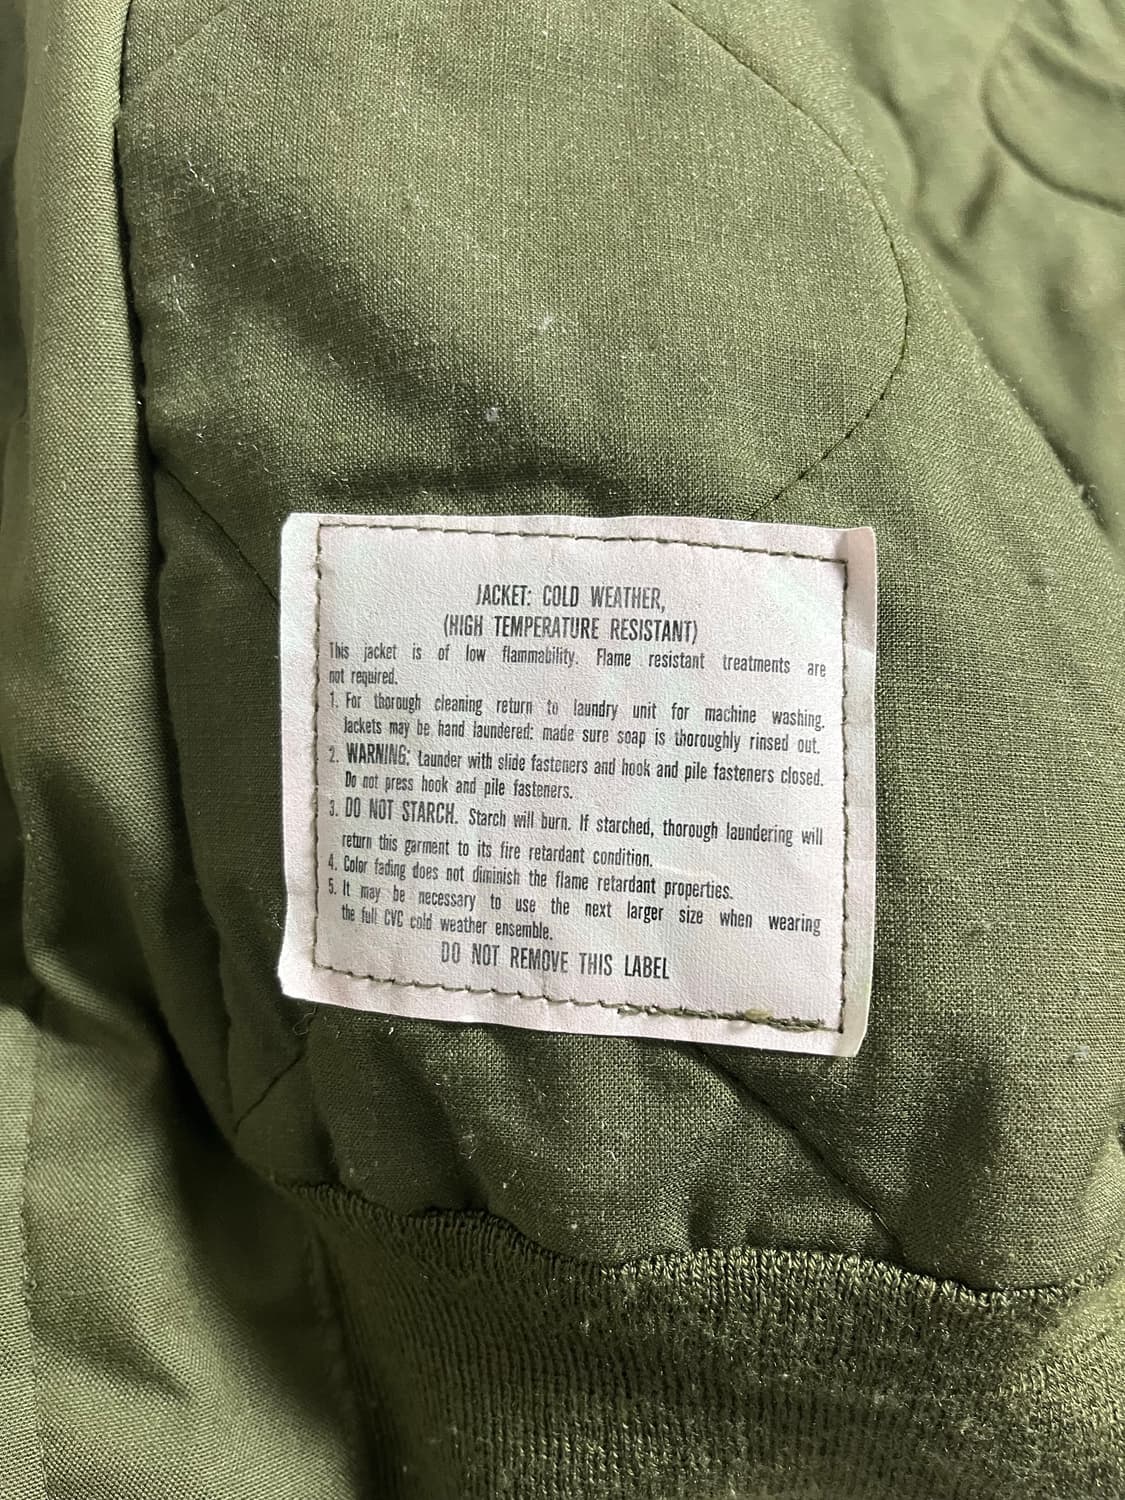 JACKET: COLD WEATHER,
(HIGH TEMPERATURE RESISTANT)
This jacket is of low flammability. Flame resistant treatments are
not required.
1. For thorough cleaning return to laundry unit for machine washing.
Jackets may be hand laundered: made sure soap is thoroughly rinsed out.
2. WARNING: Launder with slide fasteners and hook and pile fasteners closed.
Do not press hook and pile fasteners.
3. DO NOT STARCH. Starch will burn. If starched, thorough laundering will
return this garment to its fire retardant condition.
4. Color fading does not diminish the flame retardant properties.
5. It may be necessary to use the next larger size when wearing
the full CVC cold weather ensemble.
DO NOT REMOVE THIS LABEL